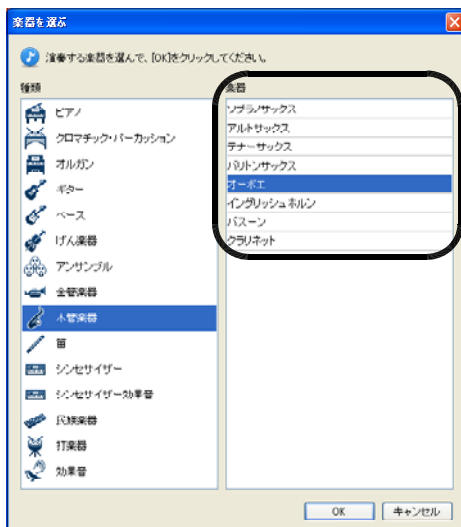 楽器を選ぶ
演奏する楽器を選んで、[OK]をクリックしてください。
種類
ピアノ
クロマチック・パーカッション
オルガン
ギター
ベース
げん楽器
アンサンブル
金管楽器
木管楽器
笛
シンセサイザー
シンセサイザー効果音
民族楽器
打楽器
効果音
楽器
ソプラノサックス
アルトサックス
テナーサックス
バリトンサックス
オーボエ
イングリッシュホルン
バスーン
クラリネット
OK
キャンセル